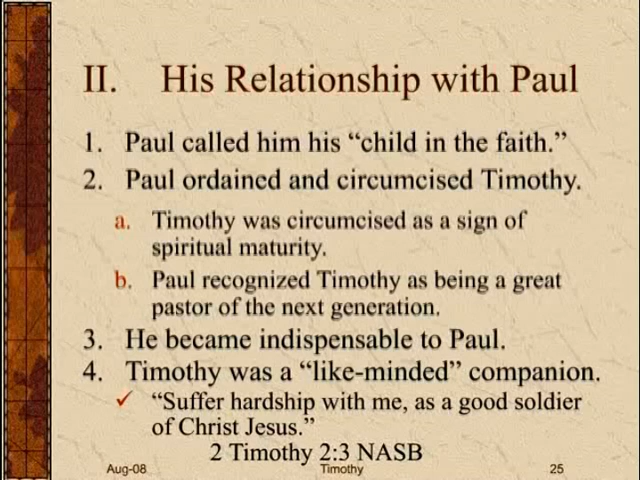 II. His Relationship with Paul
1. Paul called him his “child in the faith.”
2. Paul ordained and circumcised Timothy.
a. Timothy was circumcised as a sign of
spiritual maturity.
b. Paul recognized Timothy as being a great
pastor of the next generation.
3. He became indispensable to Paul.
4. Timothy was a “like-minded” companion.
✓ “Suffer hardship with me, as a good soldier
of Christ Jesus.”
2 Timothy 2:3 NASB
Aug-08 Timothy 25